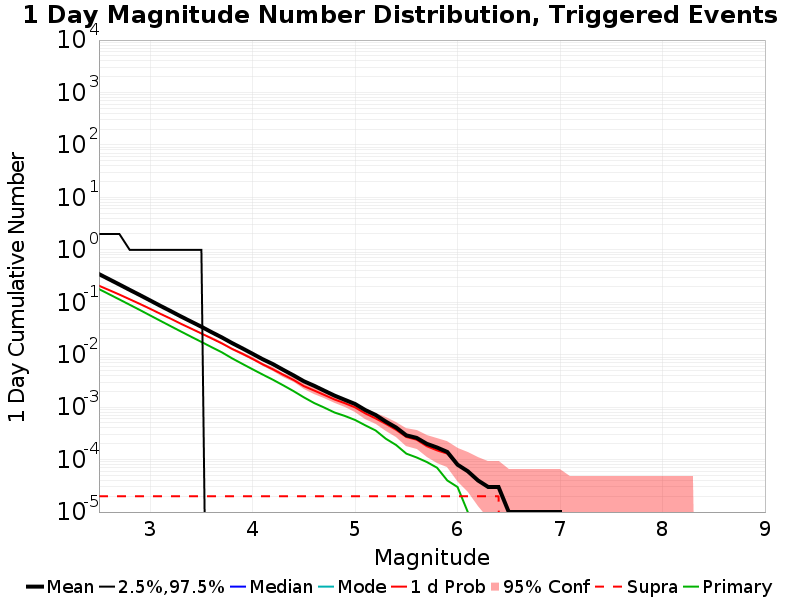 1 Day Magnitude Number Distribution, Triggered Events
10^4
10^3
10^2
10^1
10^0
10^-1
10^-2
10^-3
10^-4
10^-5
1 Day Cumulative Number
3 4 5 6 7 8 9
Magnitude
Mean 2.5%,97.5% Median Mode 1 d Prob 95% Conf Supra Primary